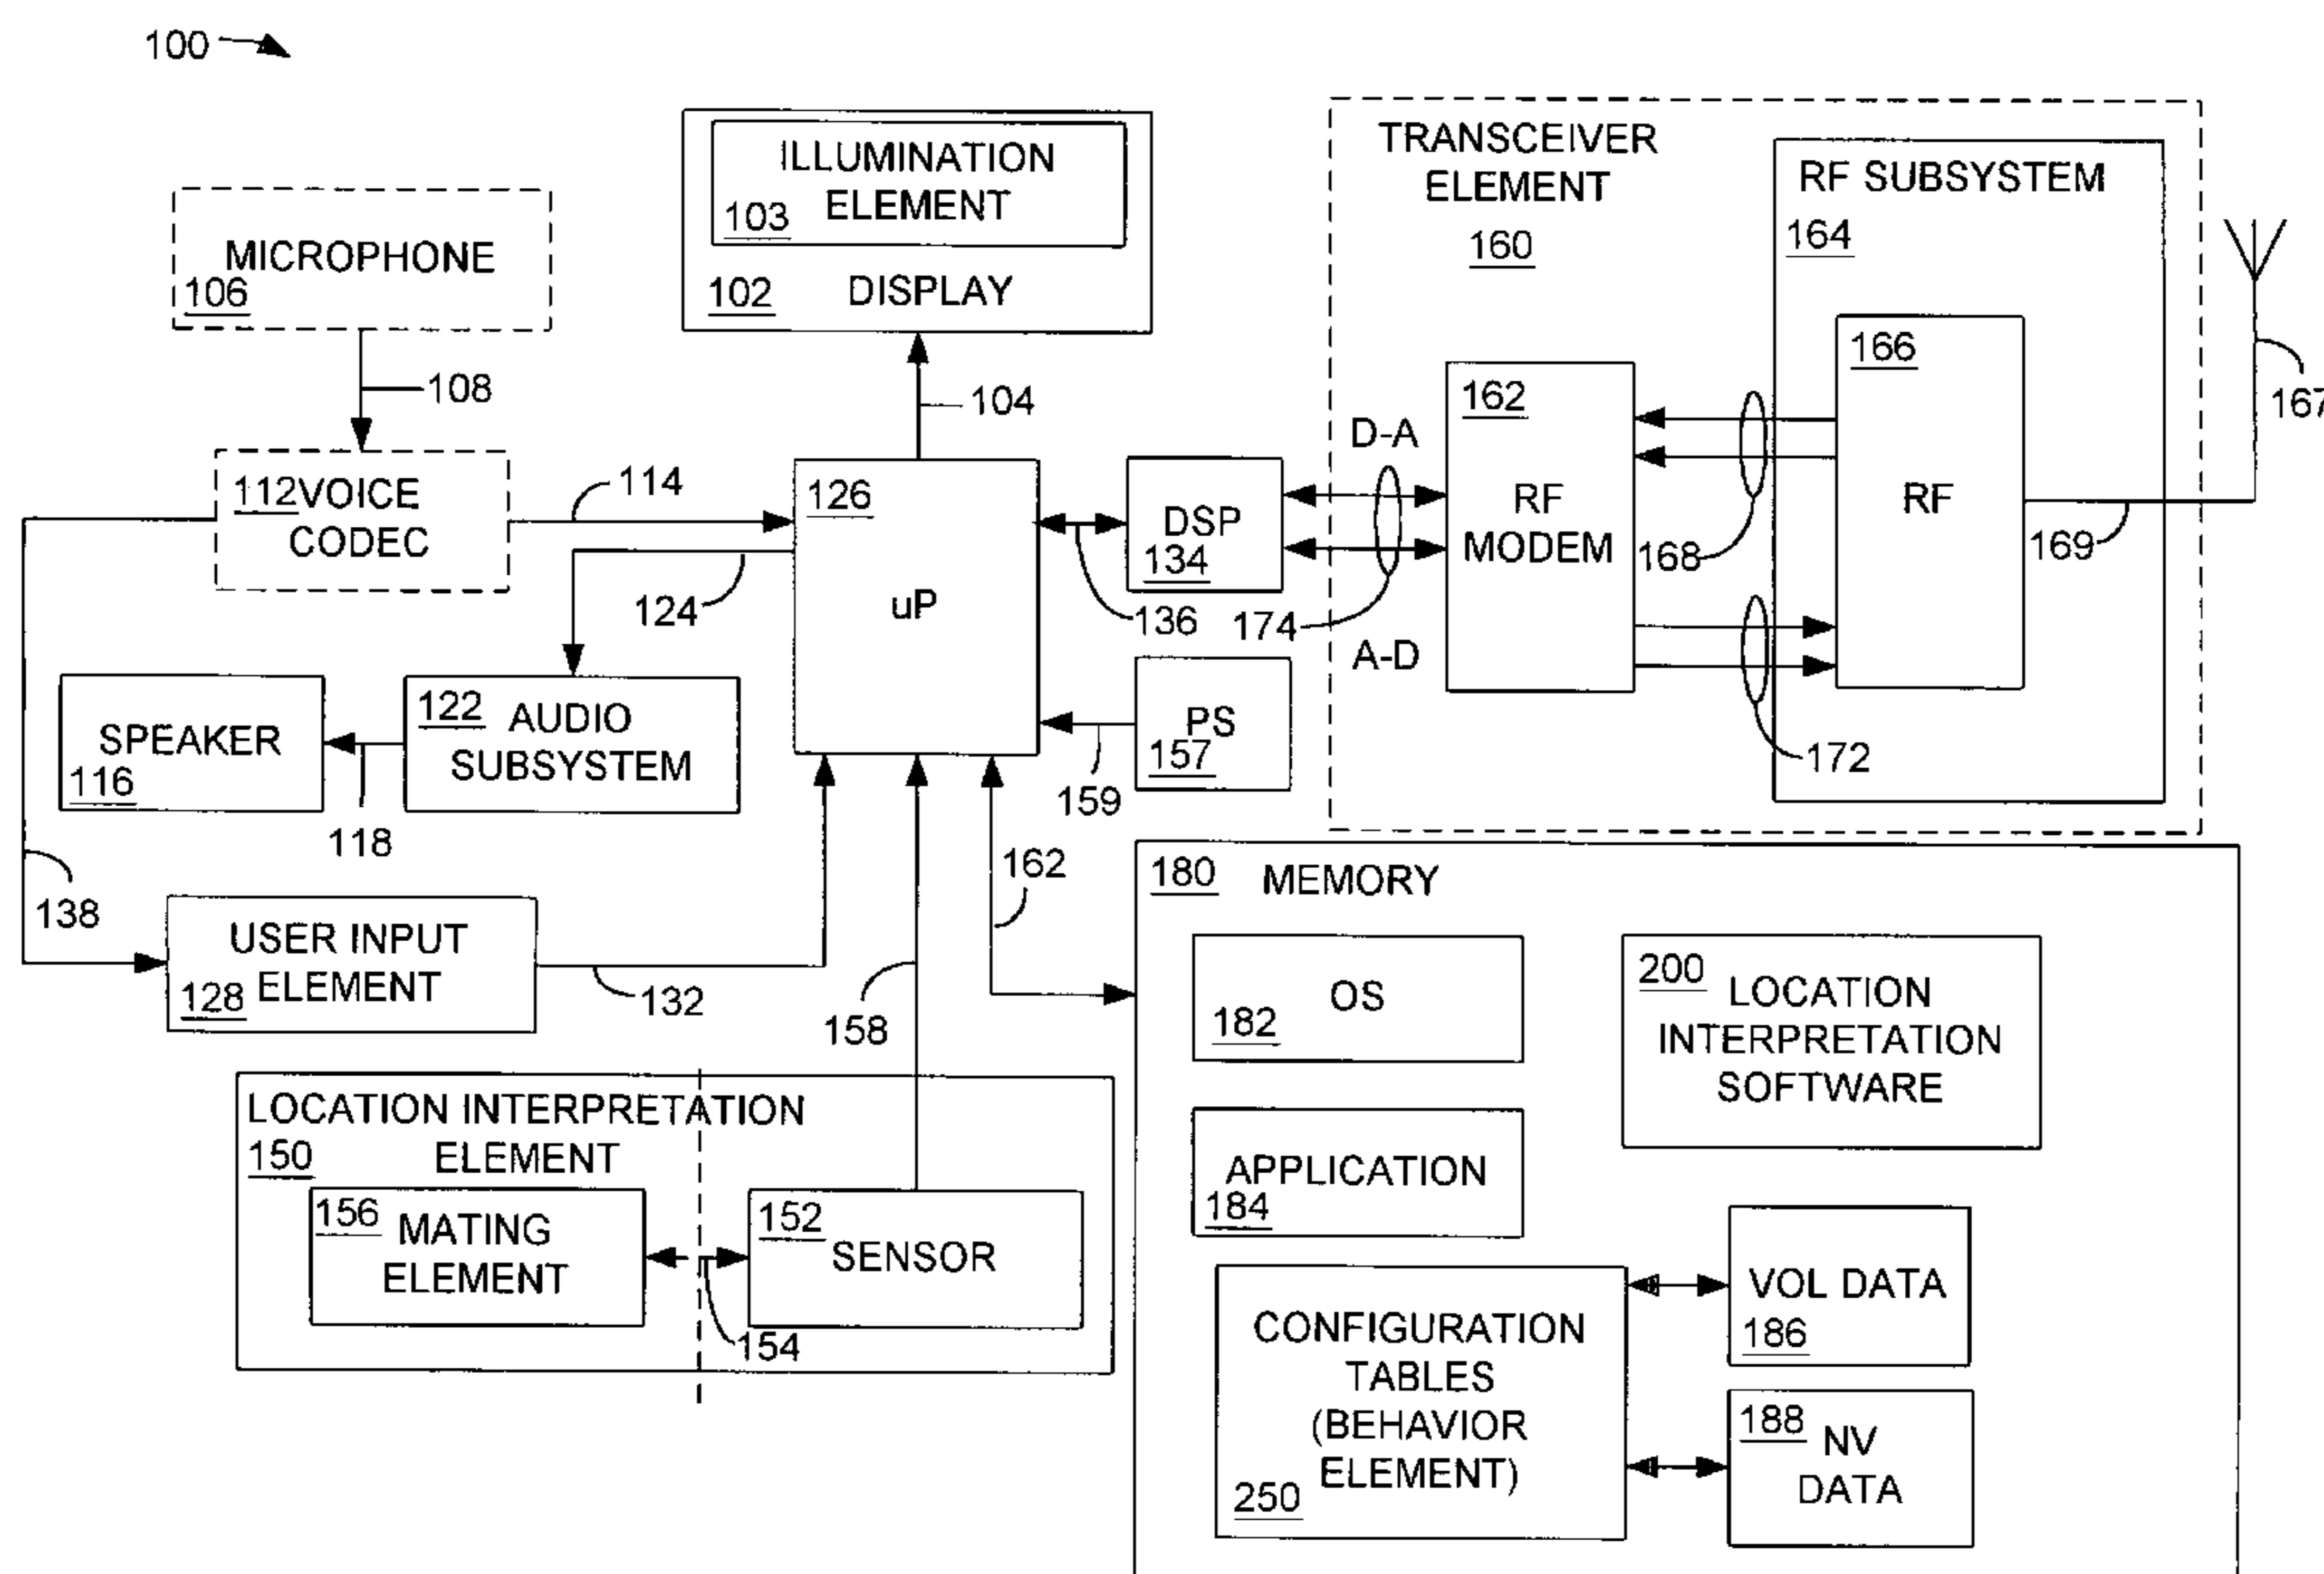 100
ILLUMINATION
ELEMENT
103
102 DISPLAY
MICROPHONE
106
108
104
112 VOICE
CODEC
114
126
uP
124
136
DSP
134
174
D-A
A-D
TRANSCEIVER
ELEMENT
160
162
RF
MODEM
RF SUBSYSTEM
164
166
RF
168
169
167
172
SPEAKER
116
118
122 AUDIO
SUBSYSTEM
PS
157
159
138
USER INPUT
128 ELEMENT
132
158
162
LOCATION INTERPRETATION
150 ELEMENT
156 MATING
ELEMENT
154
152
SENSOR
180 MEMORY
OS
182
200 LOCATION
INTERPRETATION
SOFTWARE
APPLICATION
184
CONFIGURATION
TABLES
(BEHAVIOR
ELEMENT)
250
VOL DATA
186
188 NV
DATA